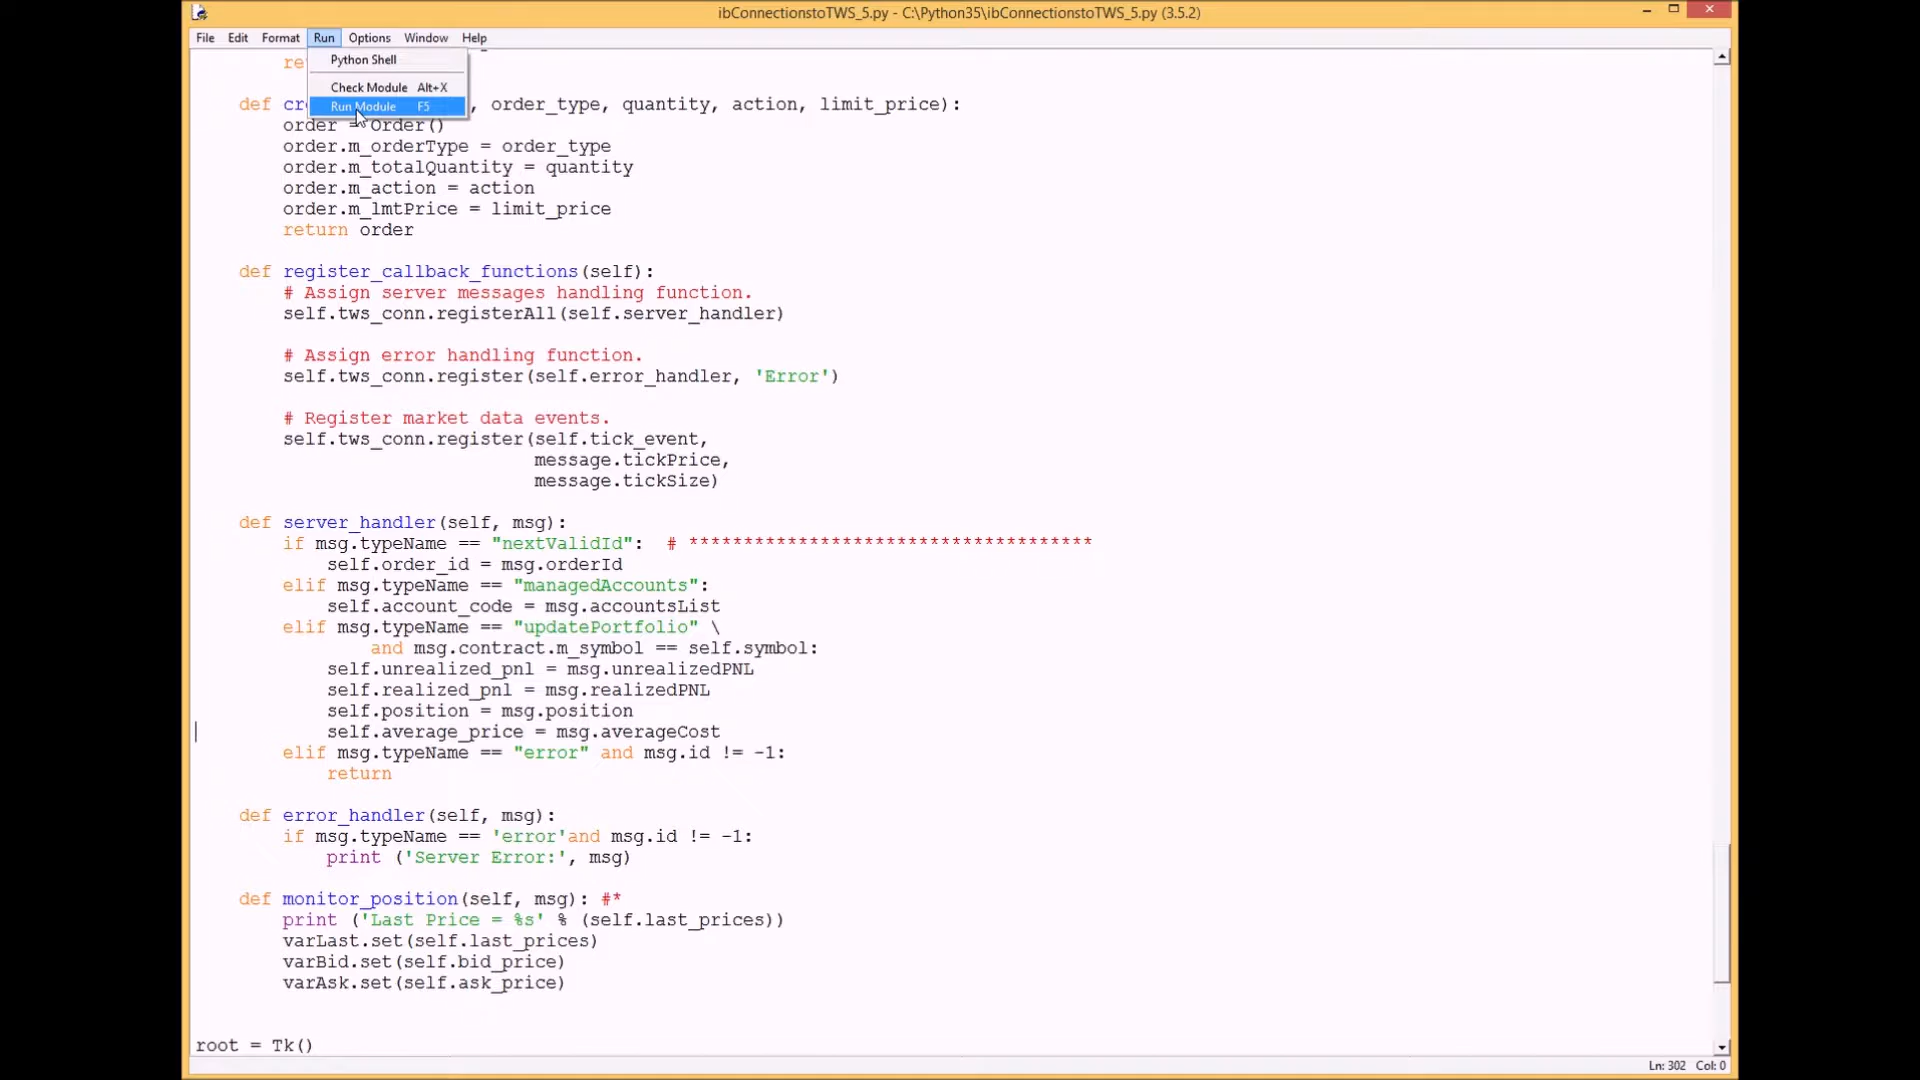 ibConnectionstoTWS_5.py - C:\Python35\ibConnectionstoTWS_5.py (3.5.2)
File Edit Format Run Options Window Help
Python Shell
Check Module Alt+X
Run Module F5
re
def cr , order_type, quantity, action, limit_price):
order = Order()
order.m_orderType = order_type
order.m_totalQuantity = quantity
order.m_action = action
order.m_lmtPrice = limit_price
return order
def register_callback_functions(self):
# Assign server messages handling function.
self.tws_conn.registerAll(self.server_handler)
# Assign error handling function.
self.tws_conn.register(self.error_handler, 'Error')
# Register market data events.
self.tws_conn.register(self.tick_event,
message.tickPrice,
message.tickSize)
def server_handler(self, msg):
if msg.typeName == "nextValidId":  # *************************************
self.order_id = msg.orderId
elif msg.typeName == "managedAccounts":
self.account_code = msg.accountsList
elif msg.typeName == "updatePortfolio" \
and msg.contract.m_symbol == self.symbol:
self.unrealized_pnl = msg.unrealizedPNL
self.realized_pnl = msg.realizedPNL
self.position = msg.position
self.average_price = msg.averageCost
elif msg.typeName == "error" and msg.id != -1:
return
def error_handler(self, msg):
if msg.typeName == 'error'and msg.id != -1:
print ('Server Error:', msg)
def monitor_position(self, msg): #*
print ('Last Price = %s' % (self.last_prices))
varLast.set(self.last_prices)
varBid.set(self.bid_price)
varAsk.set(self.ask_price)
root = Tk()
Ln: 302 Col: 0